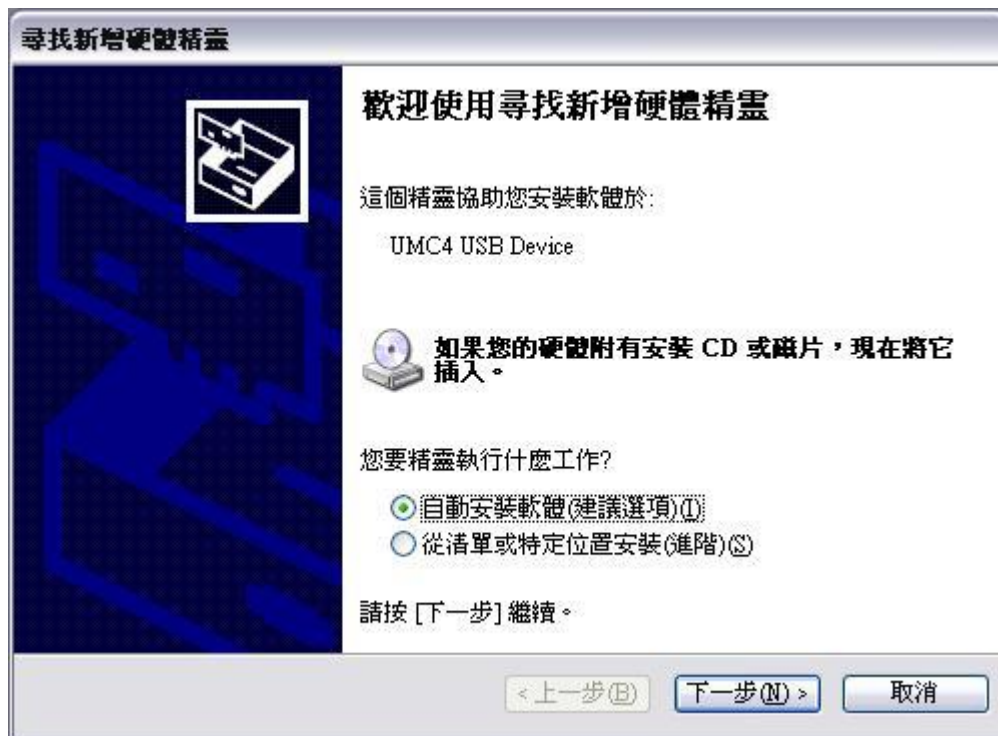 尋找新增硬體精靈
歡迎使用尋找新增硬體精靈
這個精靈協助您安裝軟體於:
UMC4 USB Device
如果您的硬體附有安裝 CD 或磁片，現在將它
插入。
您要精靈執行什麼工作?
自動安裝軟體(建議選項)(I)
從清單或特定位置安裝(進階)(S)
請按 [下一步] 繼續。
< 上一步(B)
下一步(N) >
取消